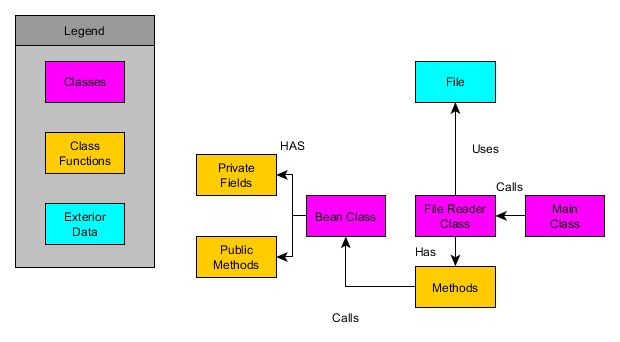 Legend
Classes
Class
Functions
Exterior
Data
File
Uses
HAS
Private
Fields
Calls
Bean Class
File Reader
Class
Main
Class
Public
Methods
Has
Methods
Calls